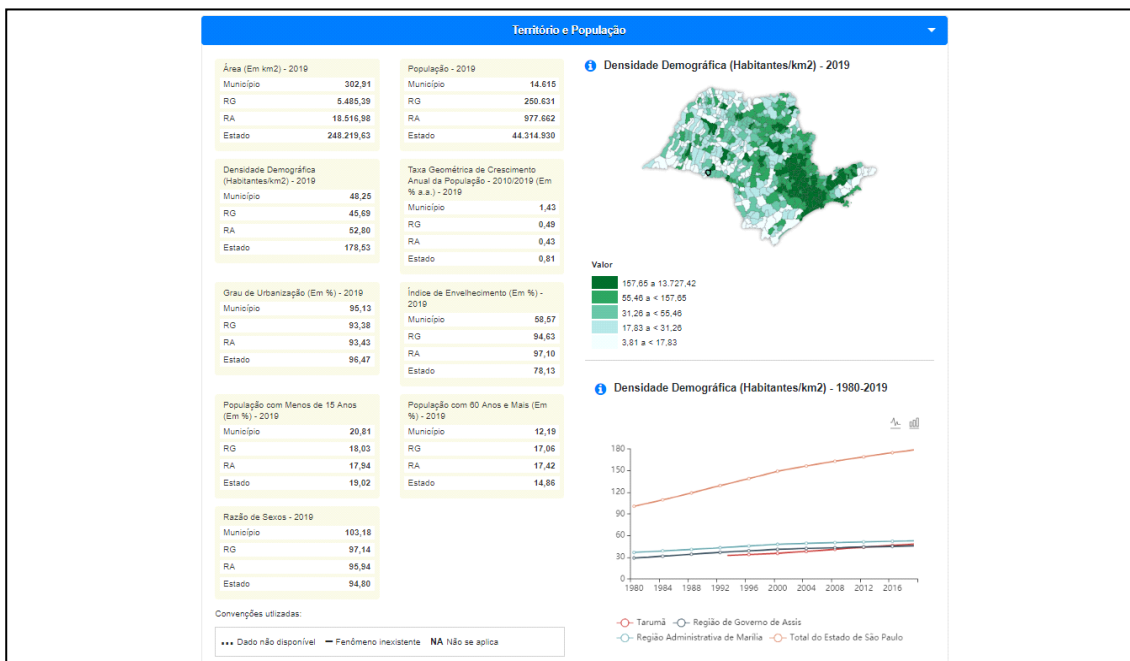 Território e População
Área (Em km2) - 2019
Município 302,91
RG 5.485,39
RA 18.516,98
Estado 248.219,63
População - 2019
Município 14.615
RG 250.631
RA 977.662
Estado 44.314.930
Densidade Demográfica
(Habitantes/km2) - 2019
Município 48,25
RG 45,69
RA 52,80
Estado 178,53
Taxa Geométrica de Crescimento
Anual da População - 2010/2019 (Em
% a.a.) - 2019
Município 1,43
RG 0,49
RA 0,43
Estado 0,81
Grau de Urbanização (Em %) - 2019
Município 95,13
RG 93,38
RA 93,43
Estado 96,47
Índice de Envelhecimento (Em %) -
2019
Município 58,57
RG 94,63
RA 97,10
Estado 78,13
População com Menos de 15 Anos
(Em %) - 2019
Município 20,81
RG 18,03
RA 17,94
Estado 19,02
População com 60 Anos e Mais (Em
%) - 2019
Município 12,19
RG 17,06
RA 17,42
Estado 14,86
Razão de Sexos - 2019
Município 103,18
RG 97,14
RA 95,94
Estado 94,80
Convenções utlizadas:
... Dado não disponível — Fenômeno inexistente NA Não se aplica
Densidade Demográfica (Habitantes/km2) - 2019
Valor
157,65 a 13.727,42
55,46 a < 157,65
31,26 a < 55,46
17,83 a < 31,26
3,81 a < 17,83
Densidade Demográfica (Habitantes/km2) - 1980-2019
180
150
120
90
60
30
0
1980 1984 1988 1992 1996 2000 2004 2008 2012 2016
Tarumã Região de Governo de Assis
Região Administrativa de Marília Total do Estado de São Paulo